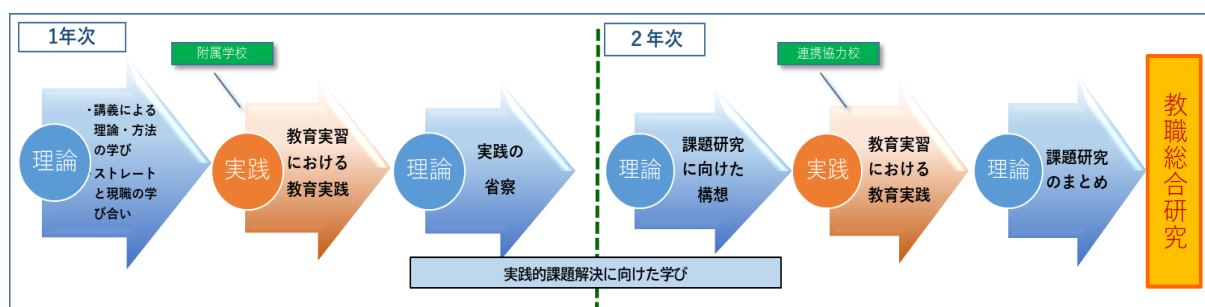 1年次
附属学校
理論
・講義による
理論・方法
の学び
・ストレート
と現職の学
び合い
実践
教育実習
における
教育実践
理論
実践の
省察
2年次
連携協力校
理論
課題研究
に向けた
構想
実践
教育実習
における
教育実践
理論
課題研究
のまとめ
教職総合研究
実践的課題解決に向けた学び